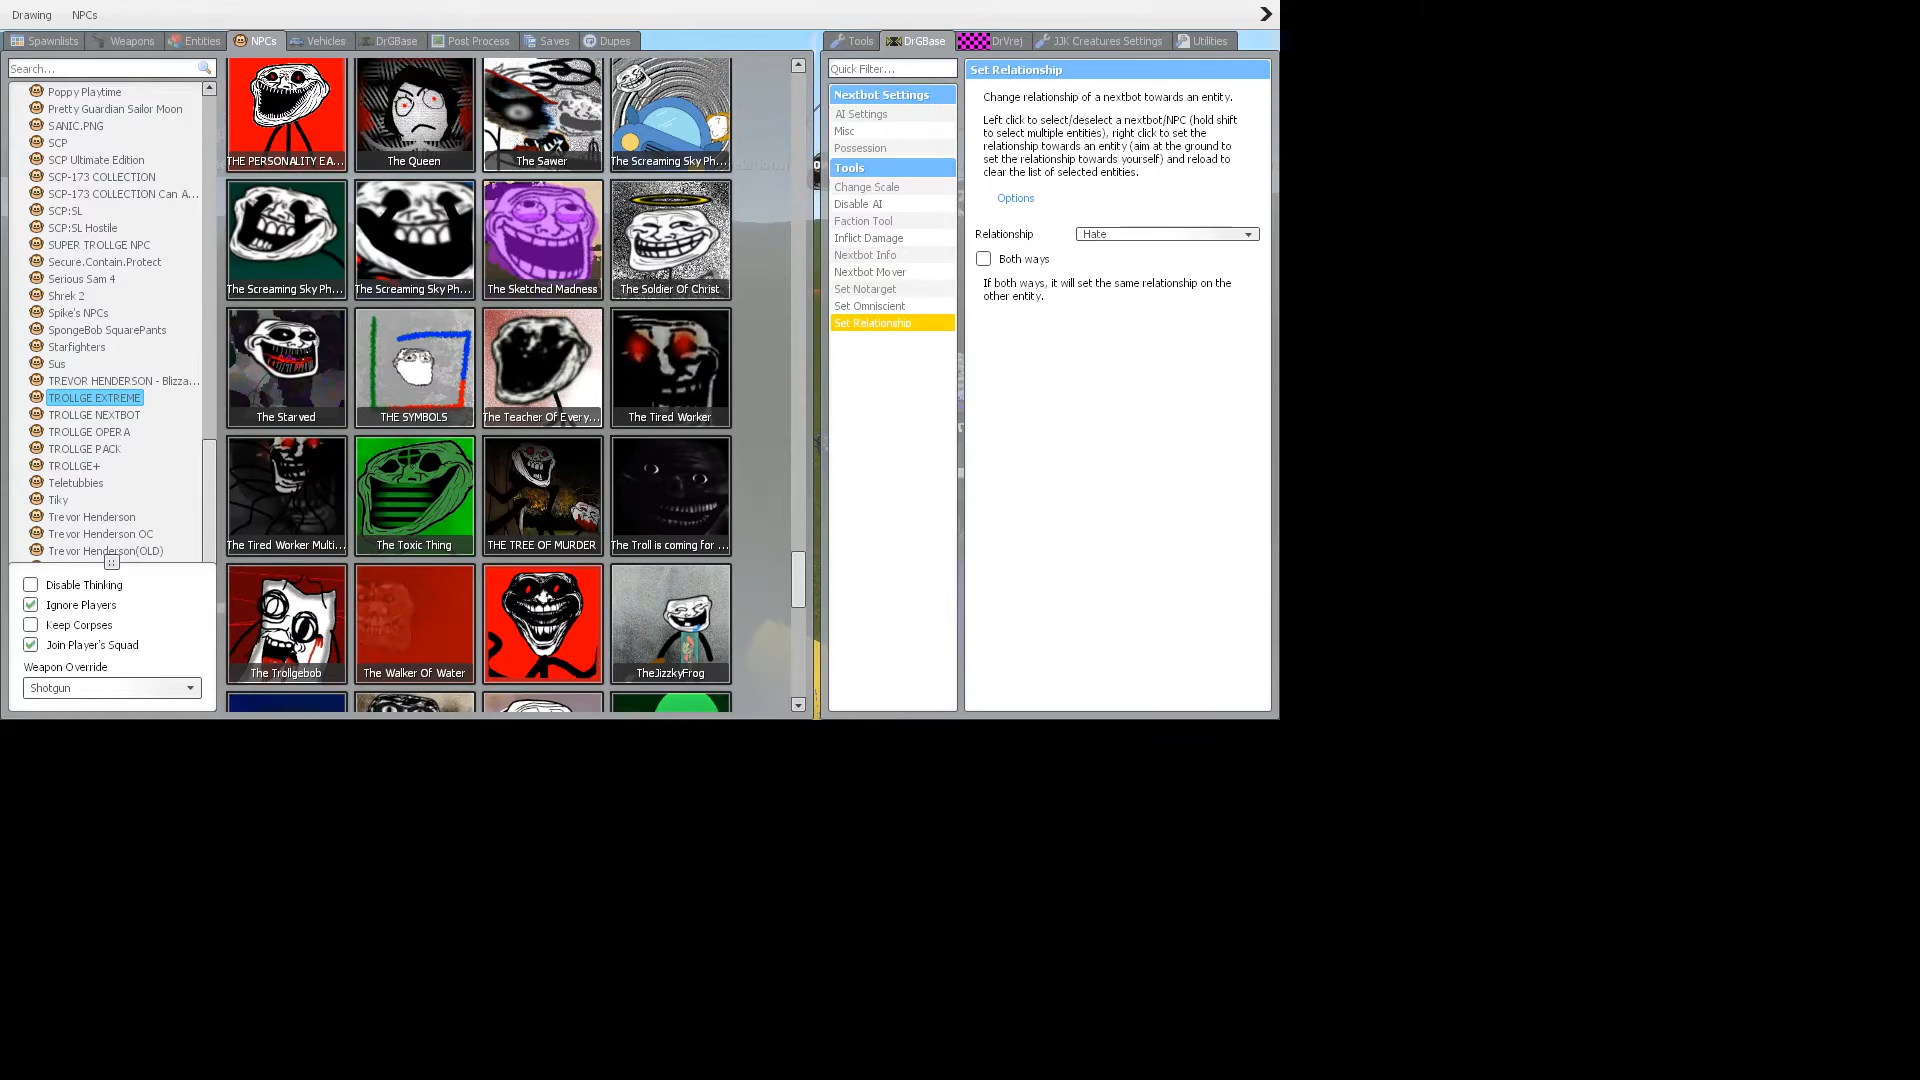 Drawing NPCs
Spawnlists Weapons Entities NPCs Vehicles DrGBase Post Process Saves Dupes
Tools DrGBase DrVrej JJK Creatures Settings Utilities
Search...
Poppy Playtime
Pretty Guardian Sailor Moon
SANIC.PNG
SCP
SCP Ultimate Edition
SCP-173 COLLECTION
SCP-173 COLLECTION Can A...
SCP:SL
SCP:SL Hostile
SUPER TROLLGE NPC
Secure.Contain.Protect
Serious Sam 4
Shrek 2
Spike's NPCs
SpongeBob SquarePants
Starfighters
Sus
TREVOR HENDERSON - Blizza...
TROLLGE EXTREME
TROLLGE NEXTBOT
TROLLGE OPERA
TROLLGE PACK
TROLLGE+
Teletubbies
Tiky
Trevor Henderson
Trevor Henderson OC
Trevor Henderson(OLD)
Disable Thinking
Ignore Players
Keep Corpses
Join Player's Squad
Weapon Override
Shotgun
THE PERSONALITY EA... The Queen The Sawer The Screaming Sky Ph...
The Screaming Sky Ph... The Screaming Sky Ph... The Sketched Madness The Soldier Of Christ
The Starved THE SYMBOLS The Teacher Of Every... The Tired Worker
The Tired Worker Multi... The Toxic Thing THE TREE OF MURDER The Troll is coming for ...
The Trollgebob The Walker Of Water TheJizzkyFrog
Quick Filter...
Nextbot Settings
AI Settings
Misc
Possession
Tools
Change Scale
Disable AI
Faction Tool
Inflict Damage
Nextbot Info
Nextbot Mover
Set Notarget
Set Omniscient
Set Relationship
Set Relationship
Change relationship of a nextbot towards an entity.
Left click to select/deselect a nextbot/NPC (hold shift
to select multiple entities), right click to set the
relationship towards an entity (aim at the ground to
set the relationship towards yourself) and reload to
clear the list of selected entities.
Options
Relationship Hate
Both ways
If both ways, it will set the same relationship on the
other entity.